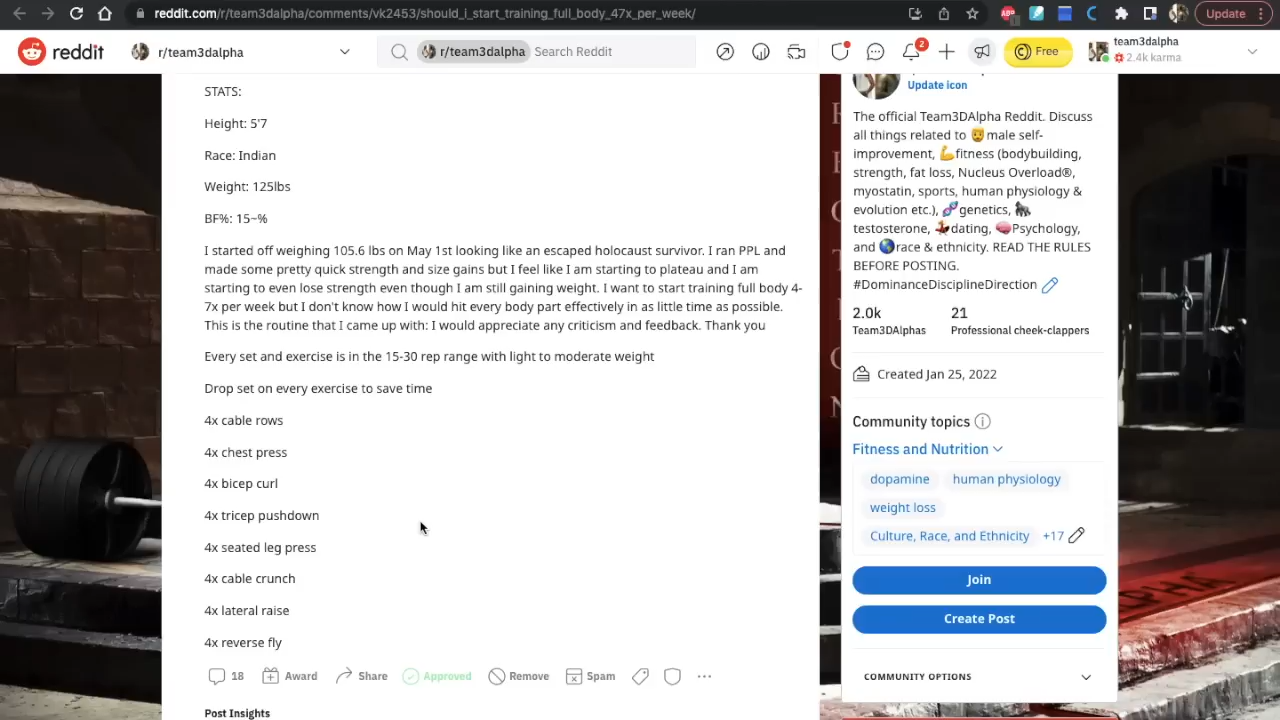 reddit.com/r/team3dalpha/comments/vk2453/should_i_start_training_full_body_47x_per_week/
ABP
Update
reddit
r/team3dalpha
r/team3dalpha Search Reddit
2
Free
team3dalpha
2.4k karma
STATS:
Height: 5'7
Race: Indian
Weight: 125lbs
BF%: 15~%
I started off weighing 105.6 lbs on May 1st looking like an escaped holocaust survivor. I ran PPL and
made some pretty quick strength and size gains but I feel like I am starting to plateau and I am
starting to even lose strength even though I am still gaining weight. I want to start training full body 4-
7x per week but I don't know how I would hit every body part effectively in as little time as possible.
This is the routine that I came up with: I would appreciate any criticism and feedback. Thank you
Every set and exercise is in the 15-30 rep range with light to moderate weight
Drop set on every exercise to save time
4x cable rows
4x chest press
4x bicep curl
4x tricep pushdown
4x seated leg press
4x cable crunch
4x lateral raise
4x reverse fly
18 Award Share Approved Remove Spam
Post Insights
Update icon
The official Team3DAlpha Reddit. Discuss
all things related to 🧔male self-
improvement, 💪fitness (bodybuilding,
strength, fat loss, Nucleus Overload®,
myostatin, sports, human physiology &
evolution etc.), 🧬genetics, 🦍
testosterone, 💃dating, 🧠Psychology,
and 🌎race & ethnicity. READ THE RULES
BEFORE POSTING.
#DominanceDisciplineDirection
2.0k 21
Team3DAlphas Professional cheek-clappers
Created Jan 25, 2022
Community topics
Fitness and Nutrition
dopamine human physiology
weight loss
Culture, Race, and Ethnicity +17
Join
Create Post
COMMUNITY OPTIONS